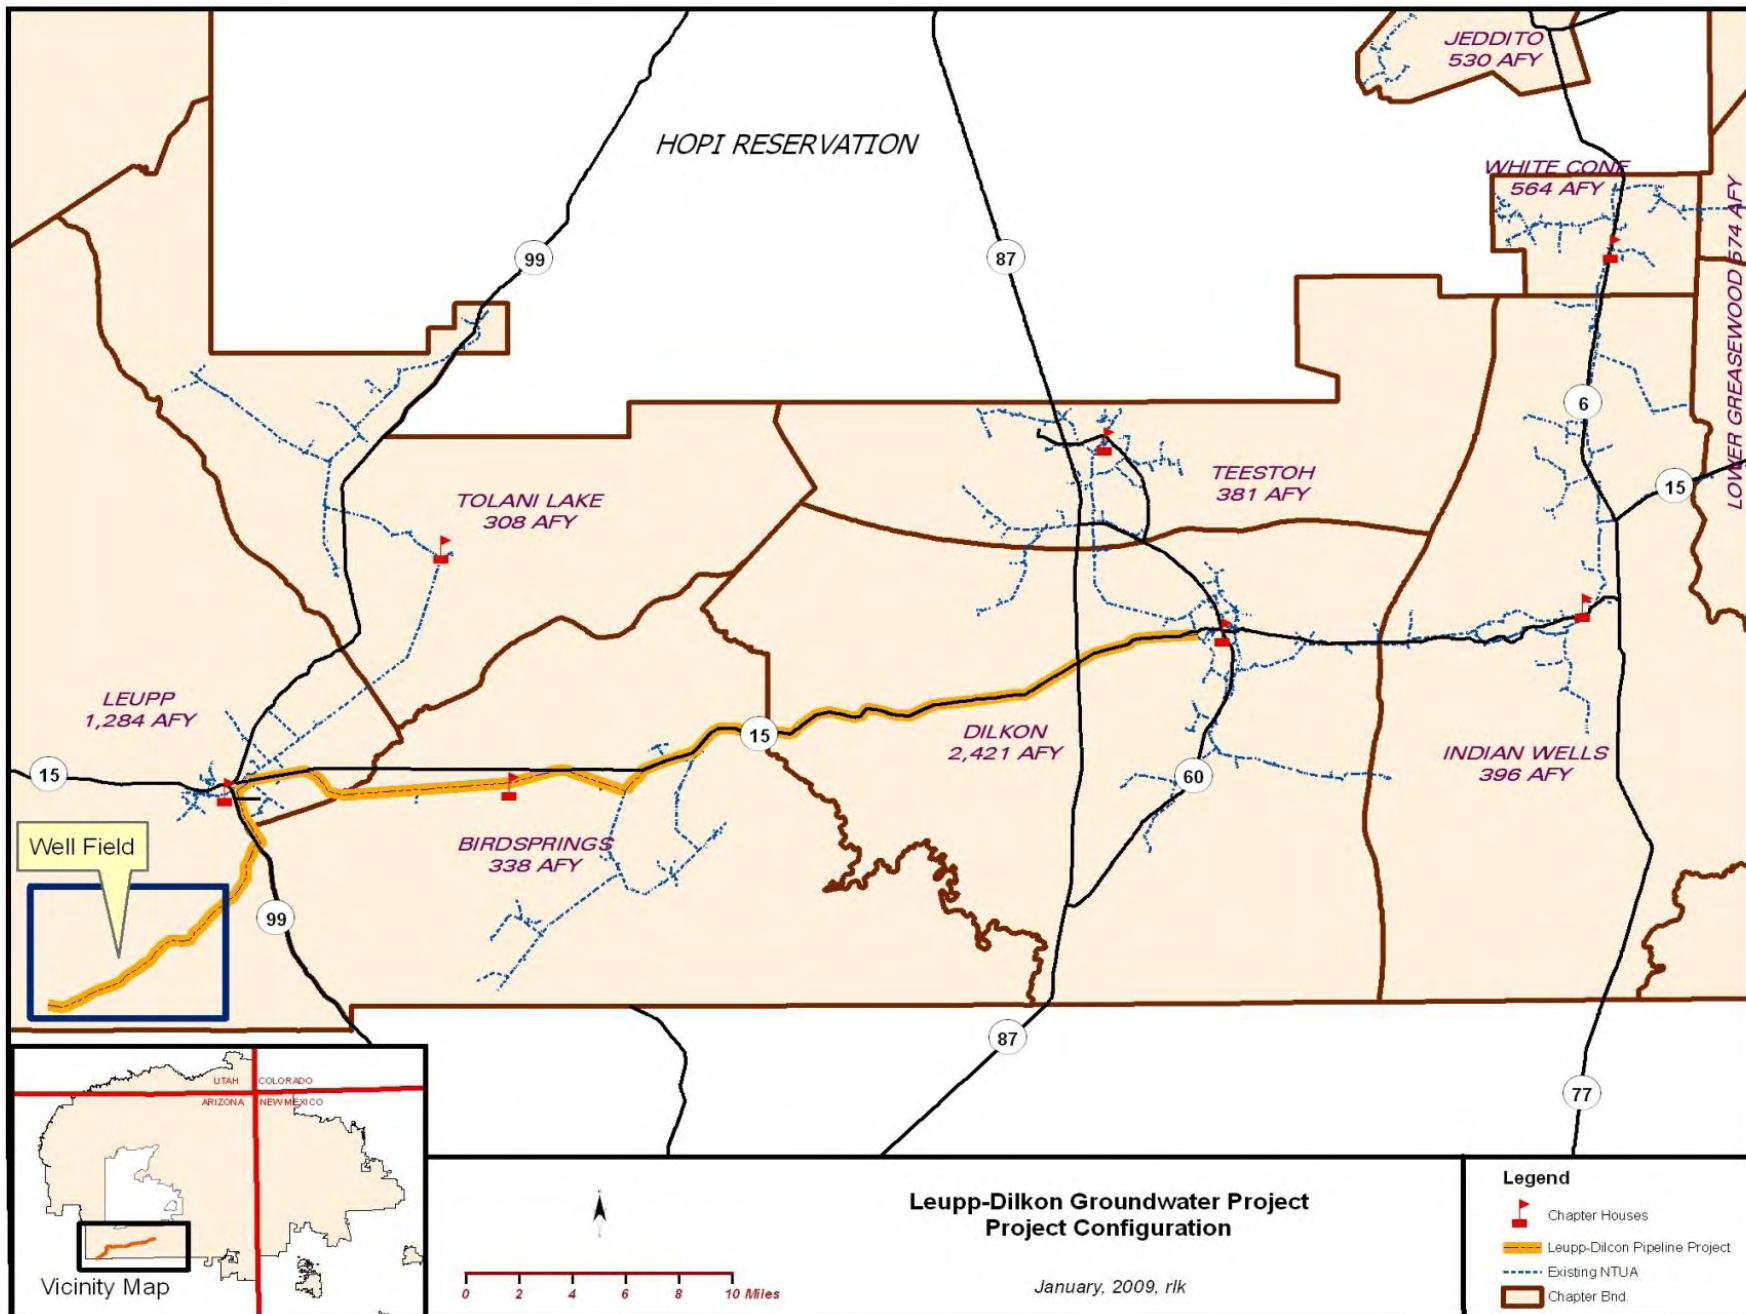 JEDDITO
530 AFY
HOPI RESERVATION
WHITE CONE
564 AFY
LOWER GREASEWOOD 574 AFY
99
87
6
15
TOLANI LAKE
308 AFY
TEESTOH
381 AFY
LEUPP
1,284 AFY
15
15
DILKON
2,421 AFY
60
INDIAN WELLS
396 AFY
Well Field
BIRDSPRINGS
338 AFY
99
87
77
UTAH
COLORADO
ARIZONA
NEW MEXICO
Vicinity Map
0 2 4 6 8 10 Miles
Leupp-Dilkon Groundwater Project
Project Configuration
January, 2009, rlk
Legend
Chapter Houses
Leupp-Dilcon Pipeline Project
Existing NTUA
Chapter Bnd.